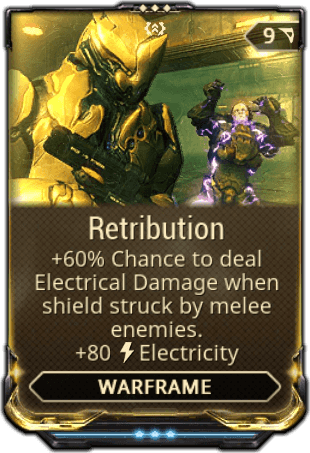 9
Retribution
+60% Chance to deal
Electrical Damage when
shield struck by melee
enemies.
+80 Electricity
WARFRAME